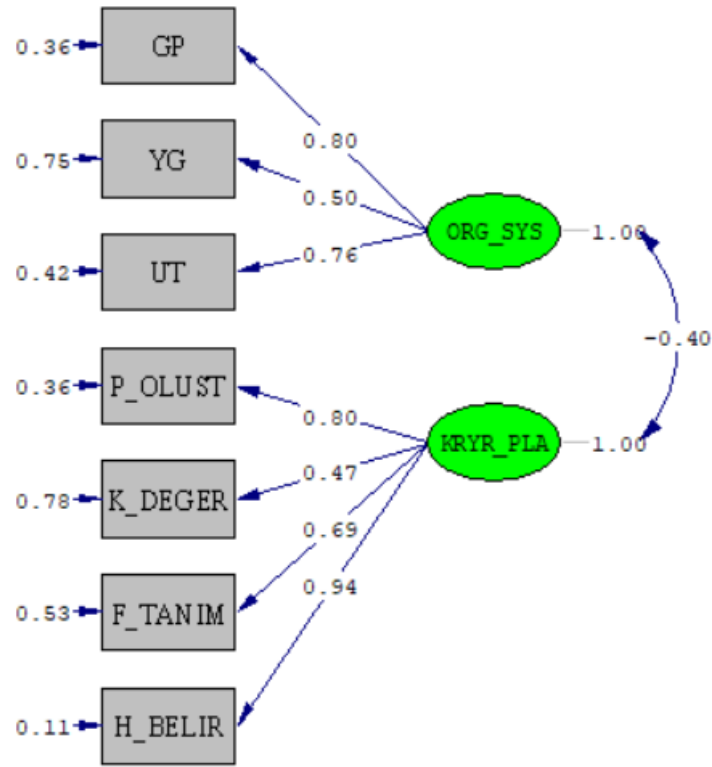 0.36 GP
0.80
0.75 YG
0.50
ORG_SYS 1.00
0.76
0.42 UT
-0.40
0.36 P_OLUST
0.80
KRYR_PLA 1.00
0.47
0.78 K_DEGER
0.69
0.94
0.53 F_TANIM
0.11 H_BELIR